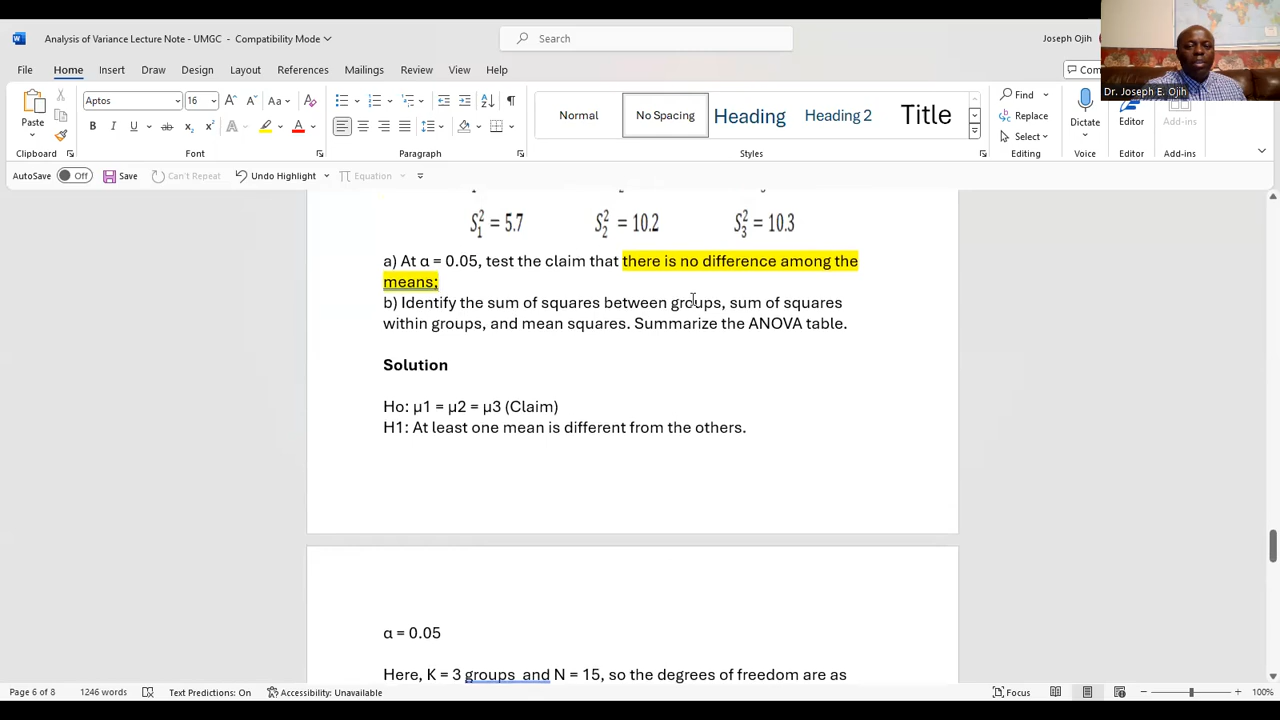 Analysis of Variance Lecture Note - UMGC - Compatibility Mode
Search
Joseph Ojih
Dr. Joseph E. Ojih
File Home Insert Draw Design Layout References Mailings Review View Help
Com
Paste
Clipboard
Aptos 16
Aa
B I U ab x₂ x² A A
Font
Paragraph
Normal
No Spacing
Heading
Heading 2
Title
Styles
Find
Replace
Select
Editing
Dictate
Voice
Editor
Editor
Add-ins
Add-ins
AutoSave Off Save Can't Repeat Undo Highlight Equation
S₁² = 5.7 S₂² = 10.2 S₃² = 10.3
a) At α = 0.05, test the claim that there is no difference among the
means;
b) Identify the sum of squares between groups, sum of squares
within groups, and mean squares. Summarize the ANOVA table.
Solution
Ho: µ1 = µ2 = µ3 (Claim)
H1: At least one mean is different from the others.
α = 0.05
Here, K = 3 groups and N = 15, so the degrees of freedom are as
Page 6 of 8 1246 words Text Predictions: On Accessibility: Unavailable Focus 100%